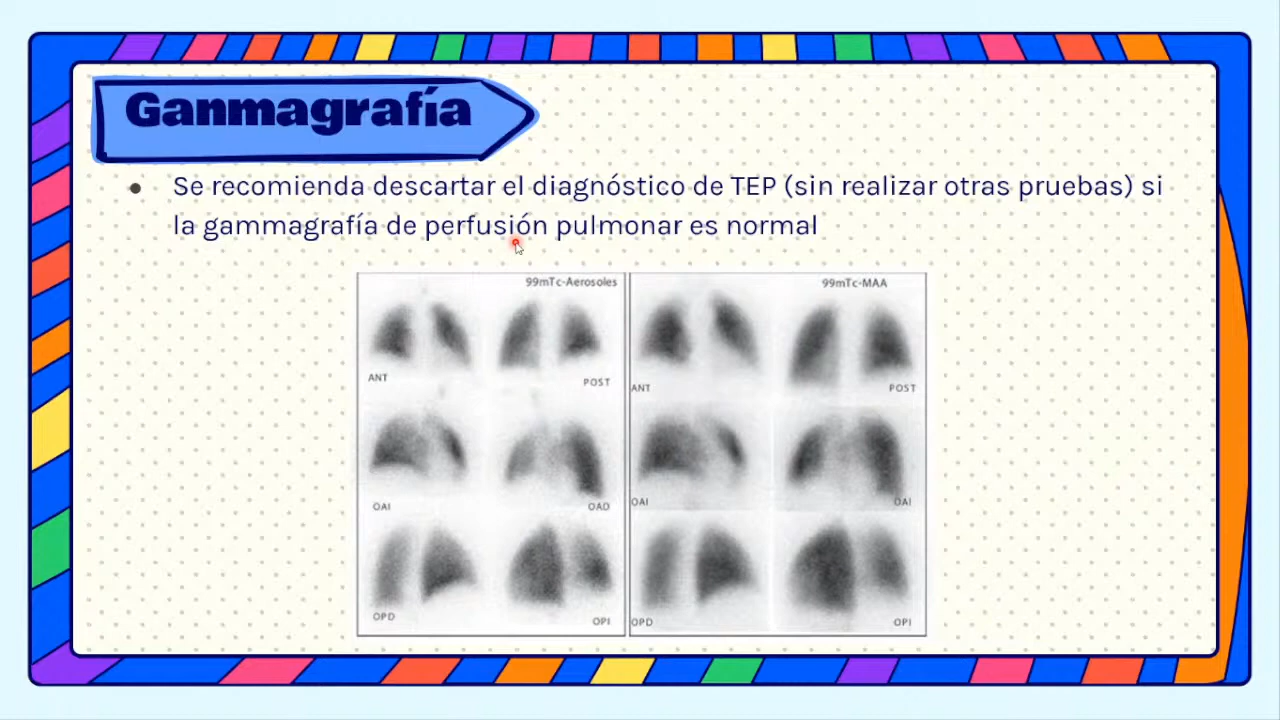 Ganmagrafía
Se recomienda descartar el diagnóstico de TEP (sin realizar otras pruebas) si
la gammagrafía de perfusión pulmonar es normal
99mTc-Aerosoles
ANT
POST
OAI
OAD
OPD
OPI
99mTc-MAA
ANT
POST
OAI
OAI
OPD
OPI